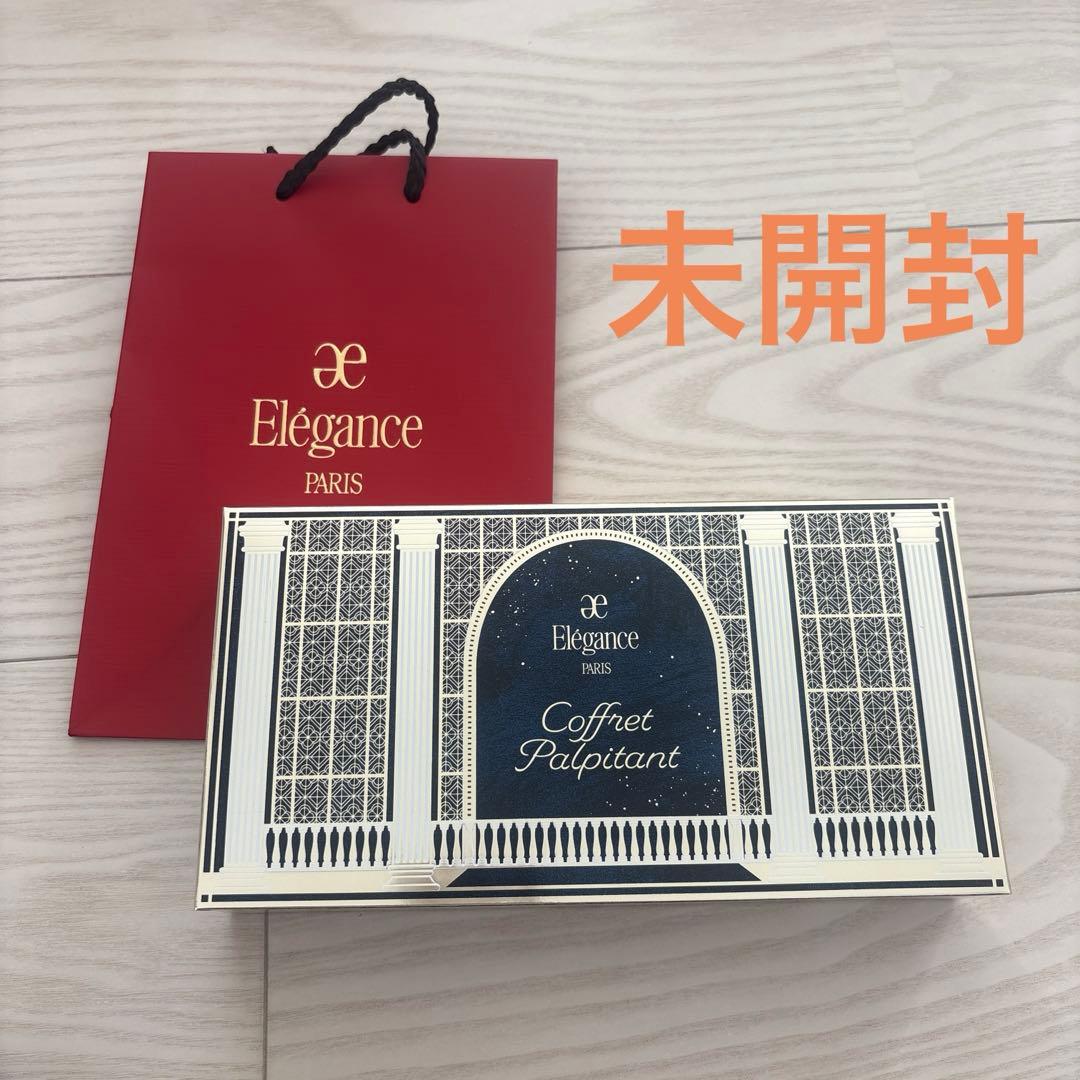 未開封
æ
Elégance
PARIS
æ
Elégance
PARIS
Coffret
Palpitant